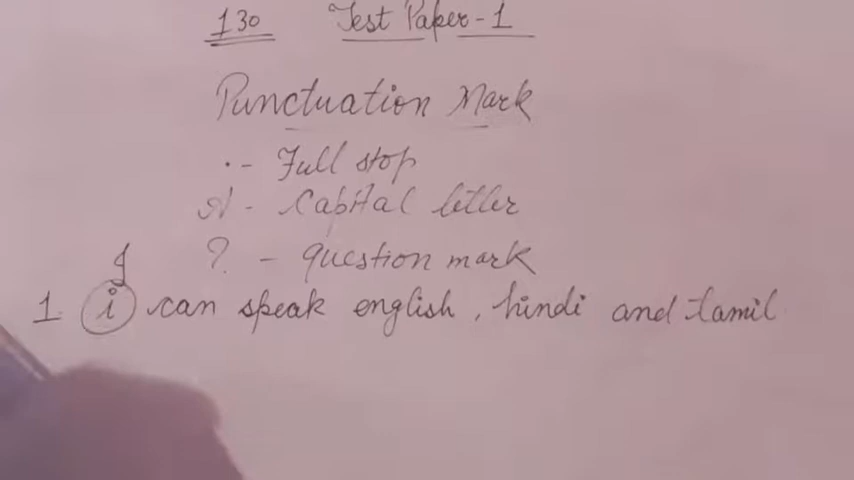 130 Test Paper-1
Punctuation Mark
. - Full stop
A - Capital letter
? - question mark
I
1. i can speak english, hindi and tamil